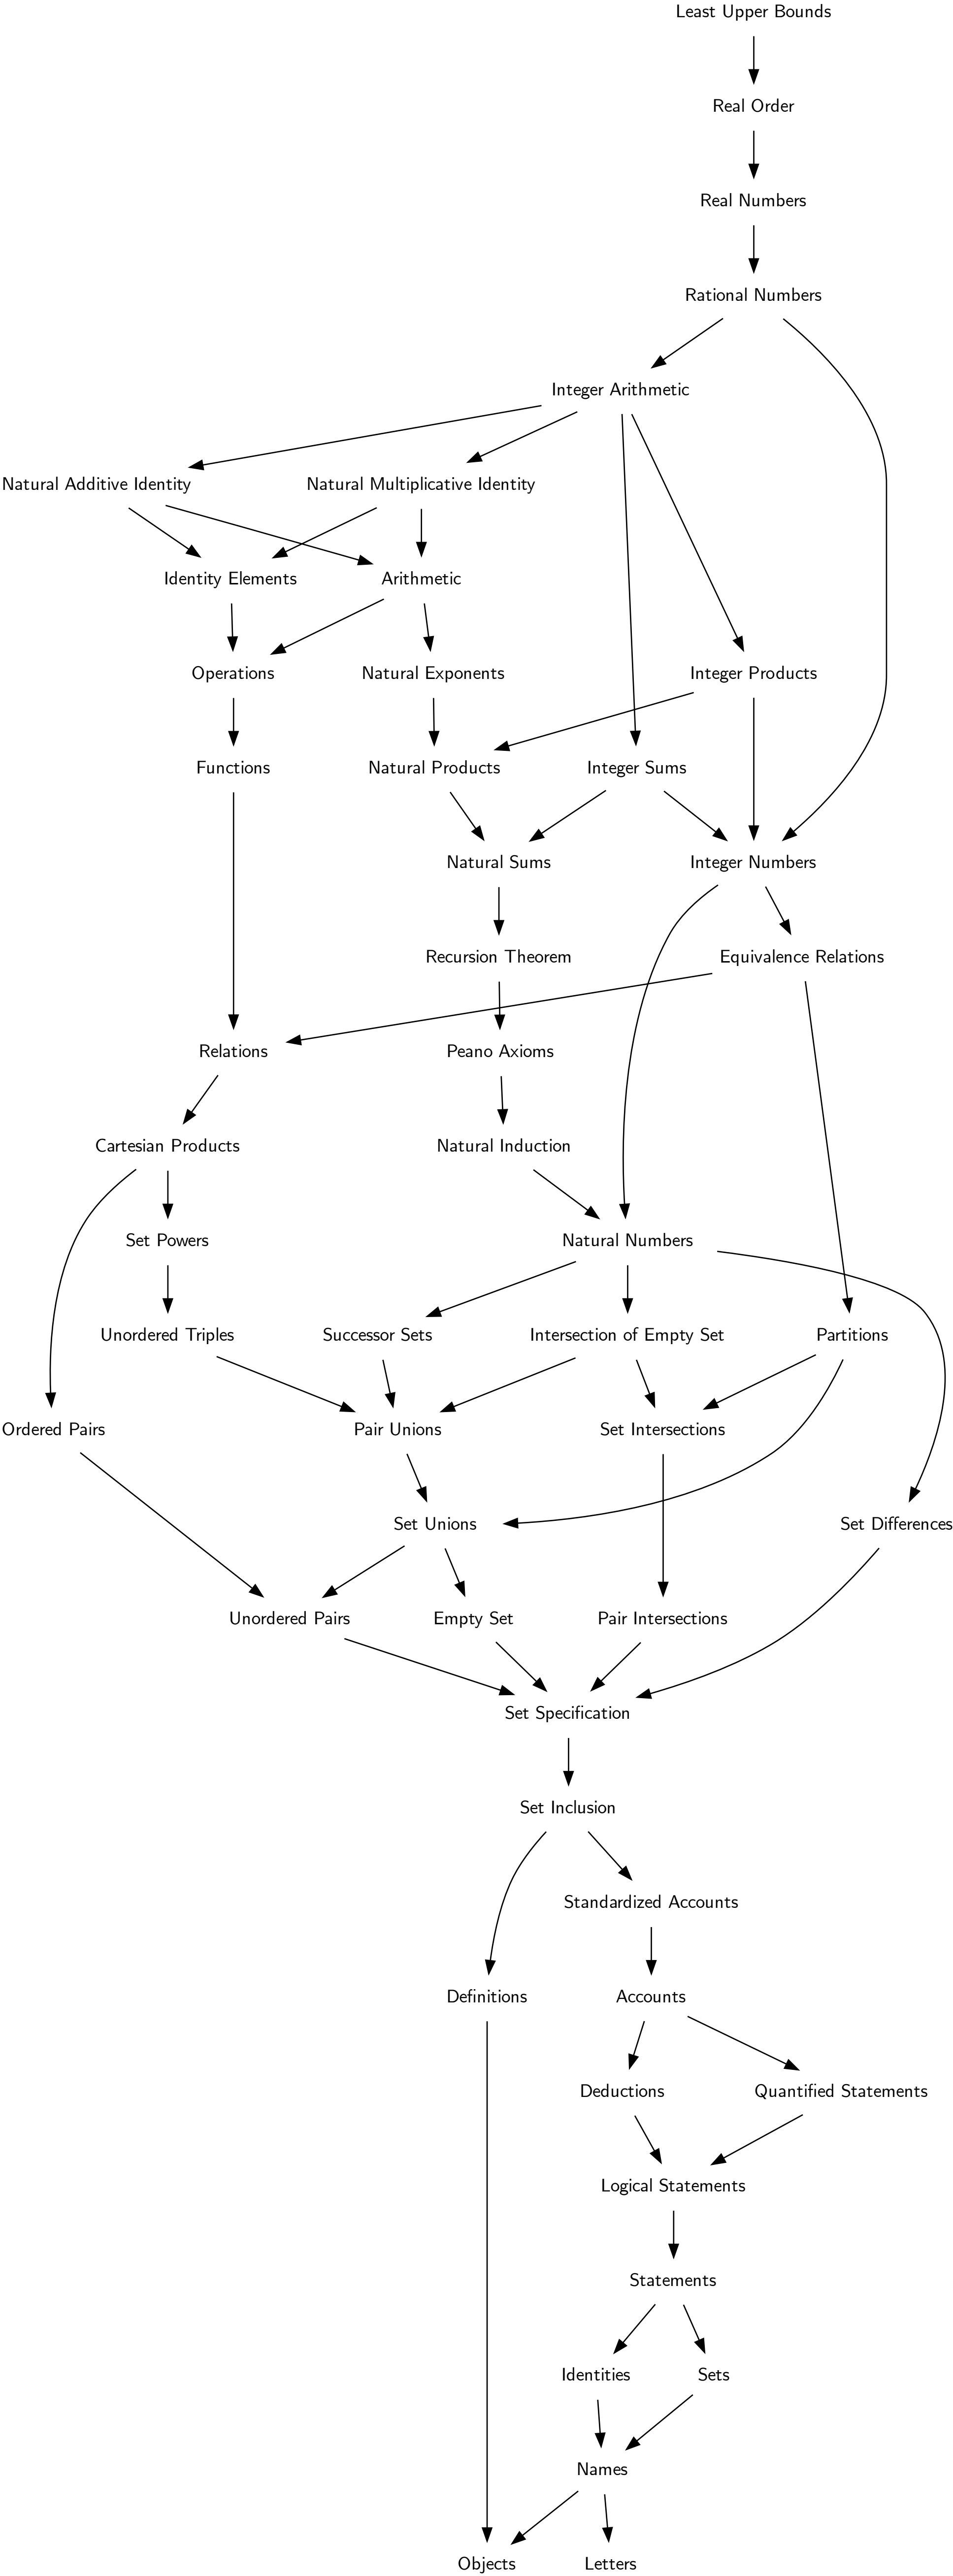 Least Upper Bounds
Real Order
Real Numbers
Rational Numbers
Integer Arithmetic
Natural Additive Identity
Natural Multiplicative Identity
Identity Elements
Arithmetic
Operations
Natural Exponents
Integer Products
Functions
Natural Products
Integer Sums
Natural Sums
Integer Numbers
Recursion Theorem
Equivalence Relations
Relations
Peano Axioms
Cartesian Products
Natural Induction
Set Powers
Natural Numbers
Unordered Triples
Successor Sets
Intersection of Empty Set
Partitions
Ordered Pairs
Pair Unions
Set Intersections
Set Unions
Set Differences
Unordered Pairs
Empty Set
Pair Intersections
Set Specification
Set Inclusion
Standardized Accounts
Definitions
Accounts
Deductions
Quantified Statements
Logical Statements
Statements
Identities
Sets
Names
Objects
Letters